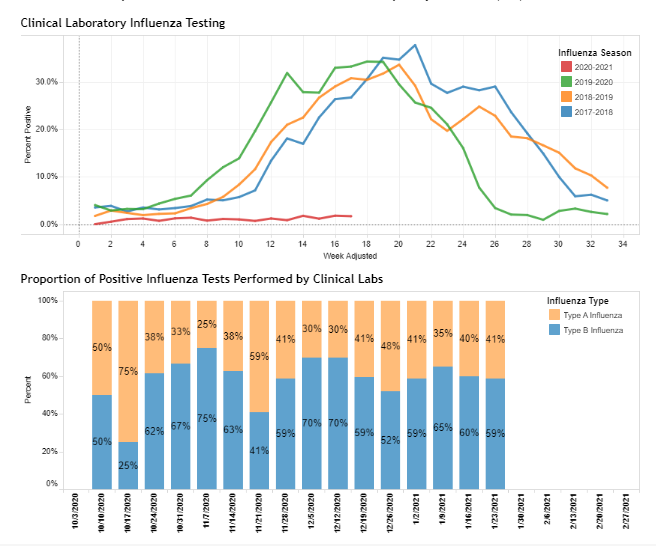 Clinical Laboratory Influenza Testing
Influenza Season
2020-2021
2019-2020
2018-2019
2017-2018
Percent Positive
30.0%
20.0%
10.0%
0.0%
0 2 4 6 8 10 12 14 16 18 20 22 24 26 28 30 32 34
Week Adjusted
Proportion of Positive Influenza Tests Performed by Clinical Labs
Influenza Type
Type A Influenza
Type B Influenza
Percent
100%
80%
60%
40%
20%
0%
50% 75% 38% 33% 25% 38% 59% 41% 30% 30% 41% 48% 41% 35% 40% 41%
50% 25% 62% 67% 75% 63% 41% 59% 70% 70% 59% 52% 59% 65% 60% 59%
10/3/2020 10/10/2020 10/17/2020 10/24/2020 10/31/2020 11/7/2020 11/14/2020 11/21/2020 11/28/2020 12/5/2020 12/12/2020 12/19/2020 12/26/2020 1/2/2021 1/9/2021 1/16/2021 1/23/2021 1/30/2021 2/6/2021 2/13/2021 2/20/2021 2/27/2021